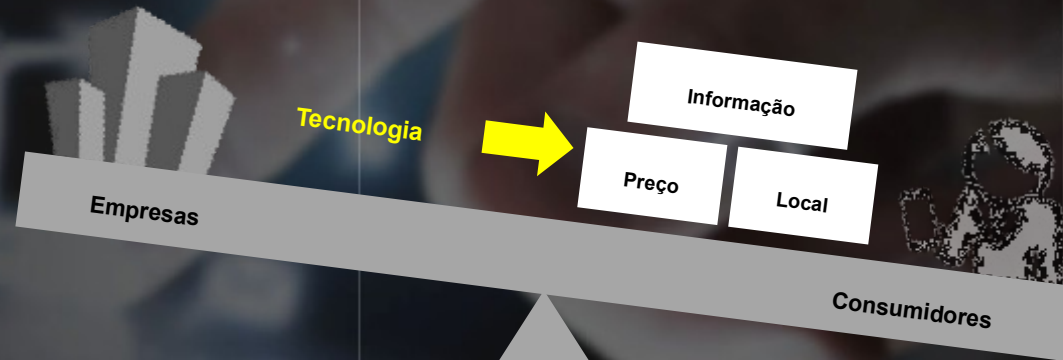 Tecnologia
Informação
Preço
Local
Empresas
Consumidores